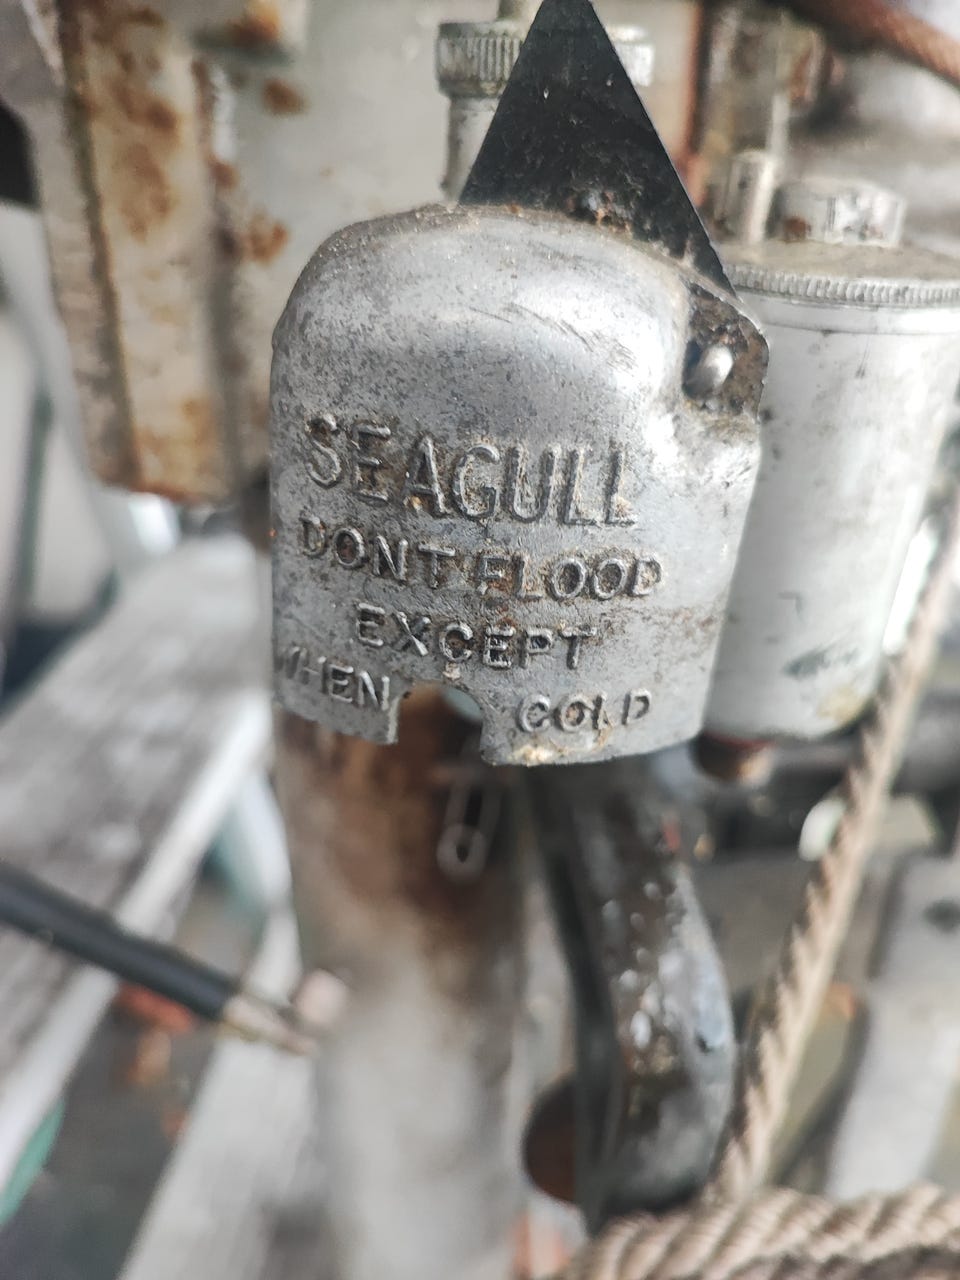 SEAGULL
DONT FLOOD
EXCEPT
WHEN COLD